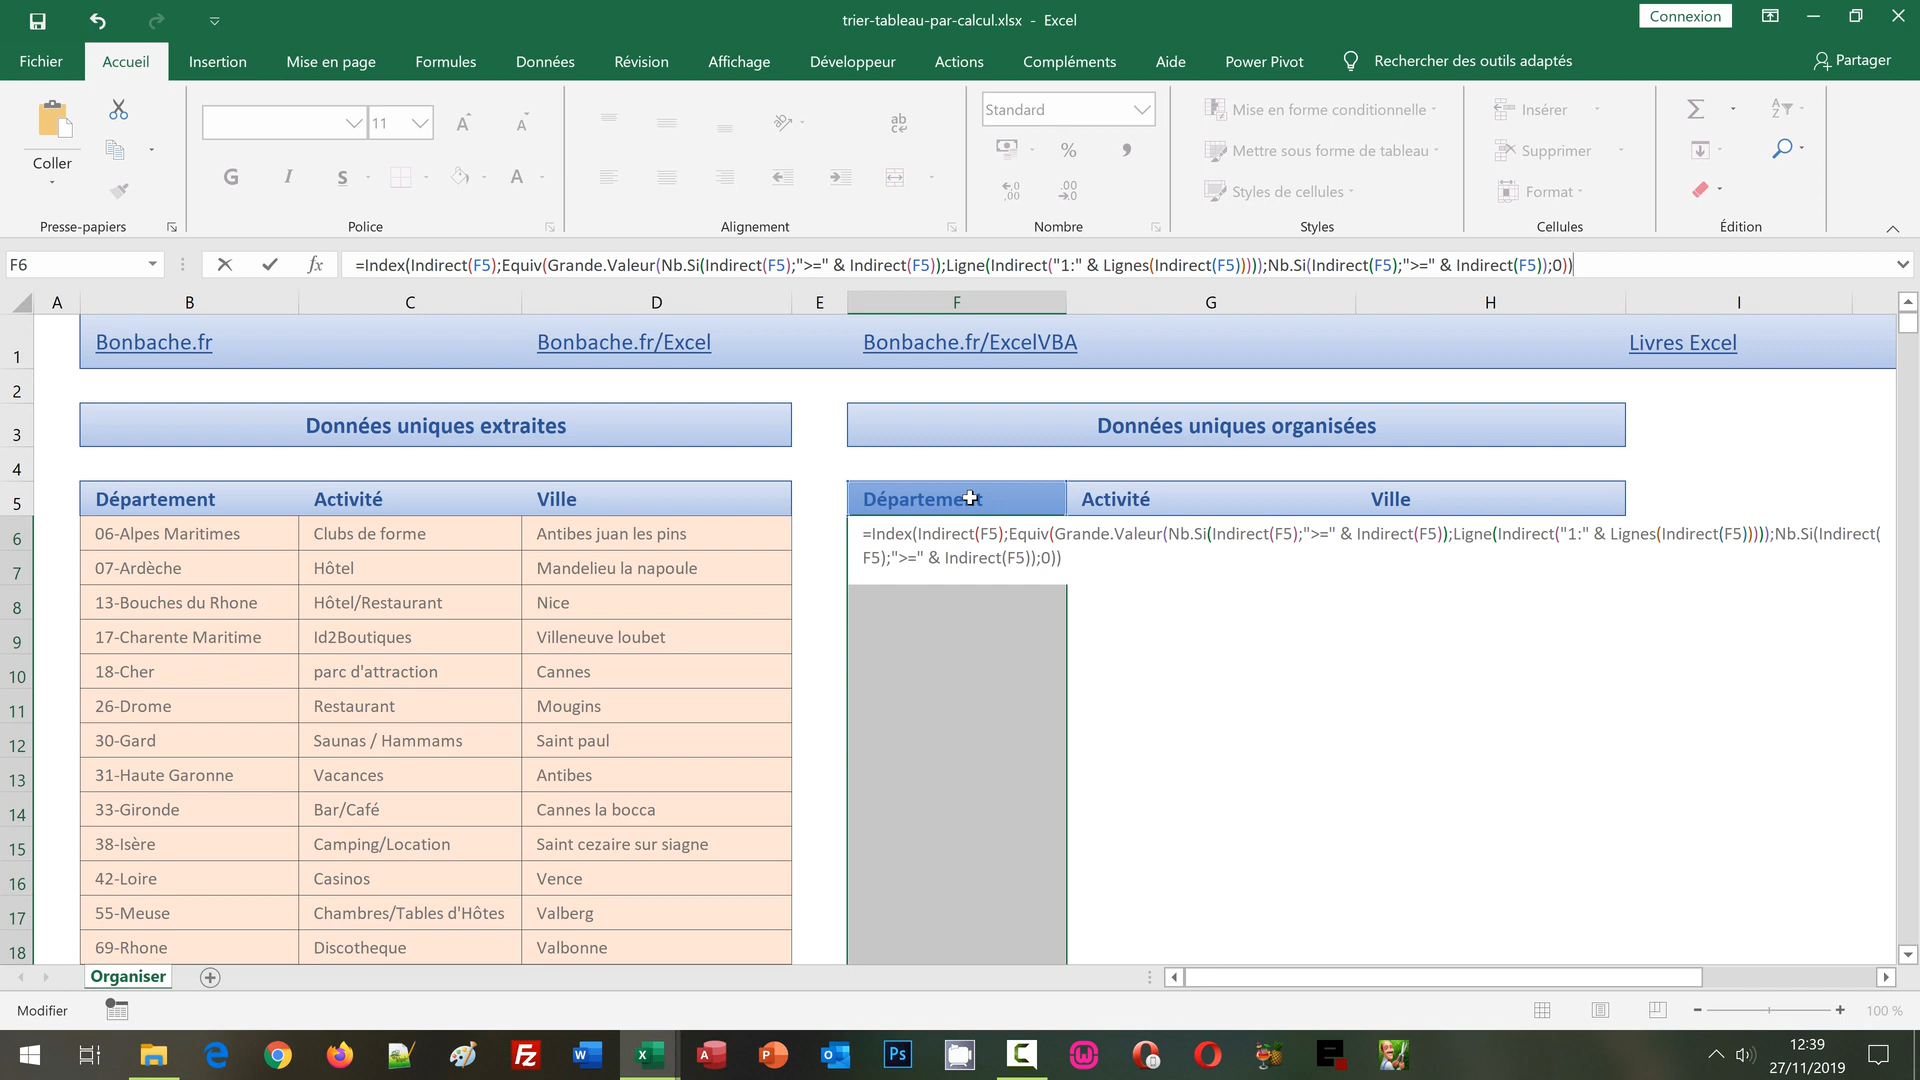 trier-tableau-par-calcul.xlsx - Excel
Connexion
Fichier Accueil Insertion Mise en page Formules Données Révision Affichage Développeur Actions Compléments Aide Power Pivot Rechercher des outils adaptés Partager
Coller
11
G I S A
ab
Standard
% 000
Mise en forme conditionnelle
Mettre sous forme de tableau
Styles de cellules
Insérer
Supprimer
Format
Presse-papiers Police Alignement Nombre Styles Cellules Édition
F6 fx =Index(Indirect(F5);Equiv(Grande.Valeur(Nb.Si(Indirect(F5);">=" & Indirect(F5));Ligne(Indirect("1:" & Lignes(Indirect(F5)))));Nb.Si(Indirect(F5);">=" & Indirect(F5));0))
A B C D E F G H I
1 Bonbache.fr Bonbache.fr/Excel Bonbache.fr/ExcelVBA Livres Excel
2
3 Données uniques extraites Données uniques organisées
4
5 Département Activité Ville Département Activité Ville
6 06-Alpes Maritimes Clubs de forme Antibes juan les pins =Index(Indirect(F5);Equiv(Grande.Valeur(Nb.Si(Indirect(F5);">=" & Indirect(F5));Ligne(Indirect("1:" & Lignes(Indirect(F5)))));Nb.Si(Indirect(
7 07-Ardèche Hôtel Mandelieu la napoule F5);">=" & Indirect(F5));0))
8 13-Bouches du Rhone Hôtel/Restaurant Nice
9 17-Charente Maritime Id2Boutiques Villeneuve loubet
10 18-Cher parc d'attraction Cannes
11 26-Drome Restaurant Mougins
12 30-Gard Saunas / Hammams Saint paul
13 31-Haute Garonne Vacances Antibes
14 33-Gironde Bar/Café Cannes la bocca
15 38-Isère Camping/Location Saint cezaire sur siagne
16 42-Loire Casinos Vence
17 55-Meuse Chambres/Tables d'Hôtes Valberg
18 69-Rhone Discotheque Valbonne
Organiser
Modifier 100 %
12:39
27/11/2019